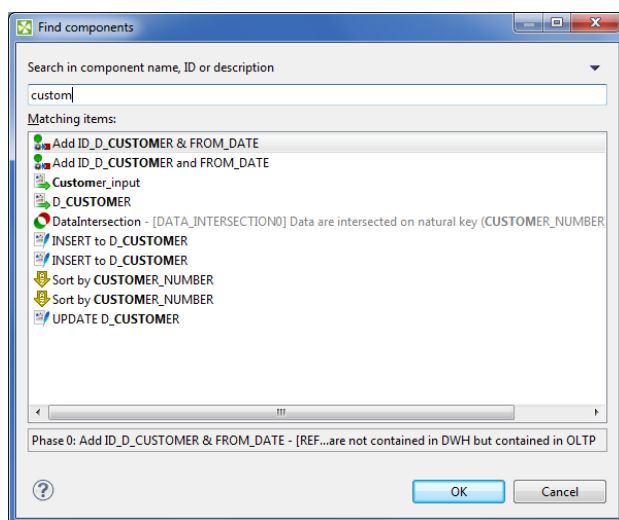 Find components
Search in component name, ID or description
custom
Matching items:
Add ID_D_CUSTOMER & FROM_DATE
Add ID_D_CUSTOMER and FROM_DATE
Customer_input
D_CUSTOMER
DataIntersection - [DATA_INTERSECTION0] Data are intersected on natural key (CUSTOMER_NUMBER
INSERT to D_CUSTOMER
INSERT to D_CUSTOMER
Sort by CUSTOMER_NUMBER
Sort by CUSTOMER_NUMBER
UPDATE D_CUSTOMER
Phase 0: Add ID_D_CUSTOMER & FROM_DATE - [REF...are not contained in DWH but contained in OLTP
OK Cancel